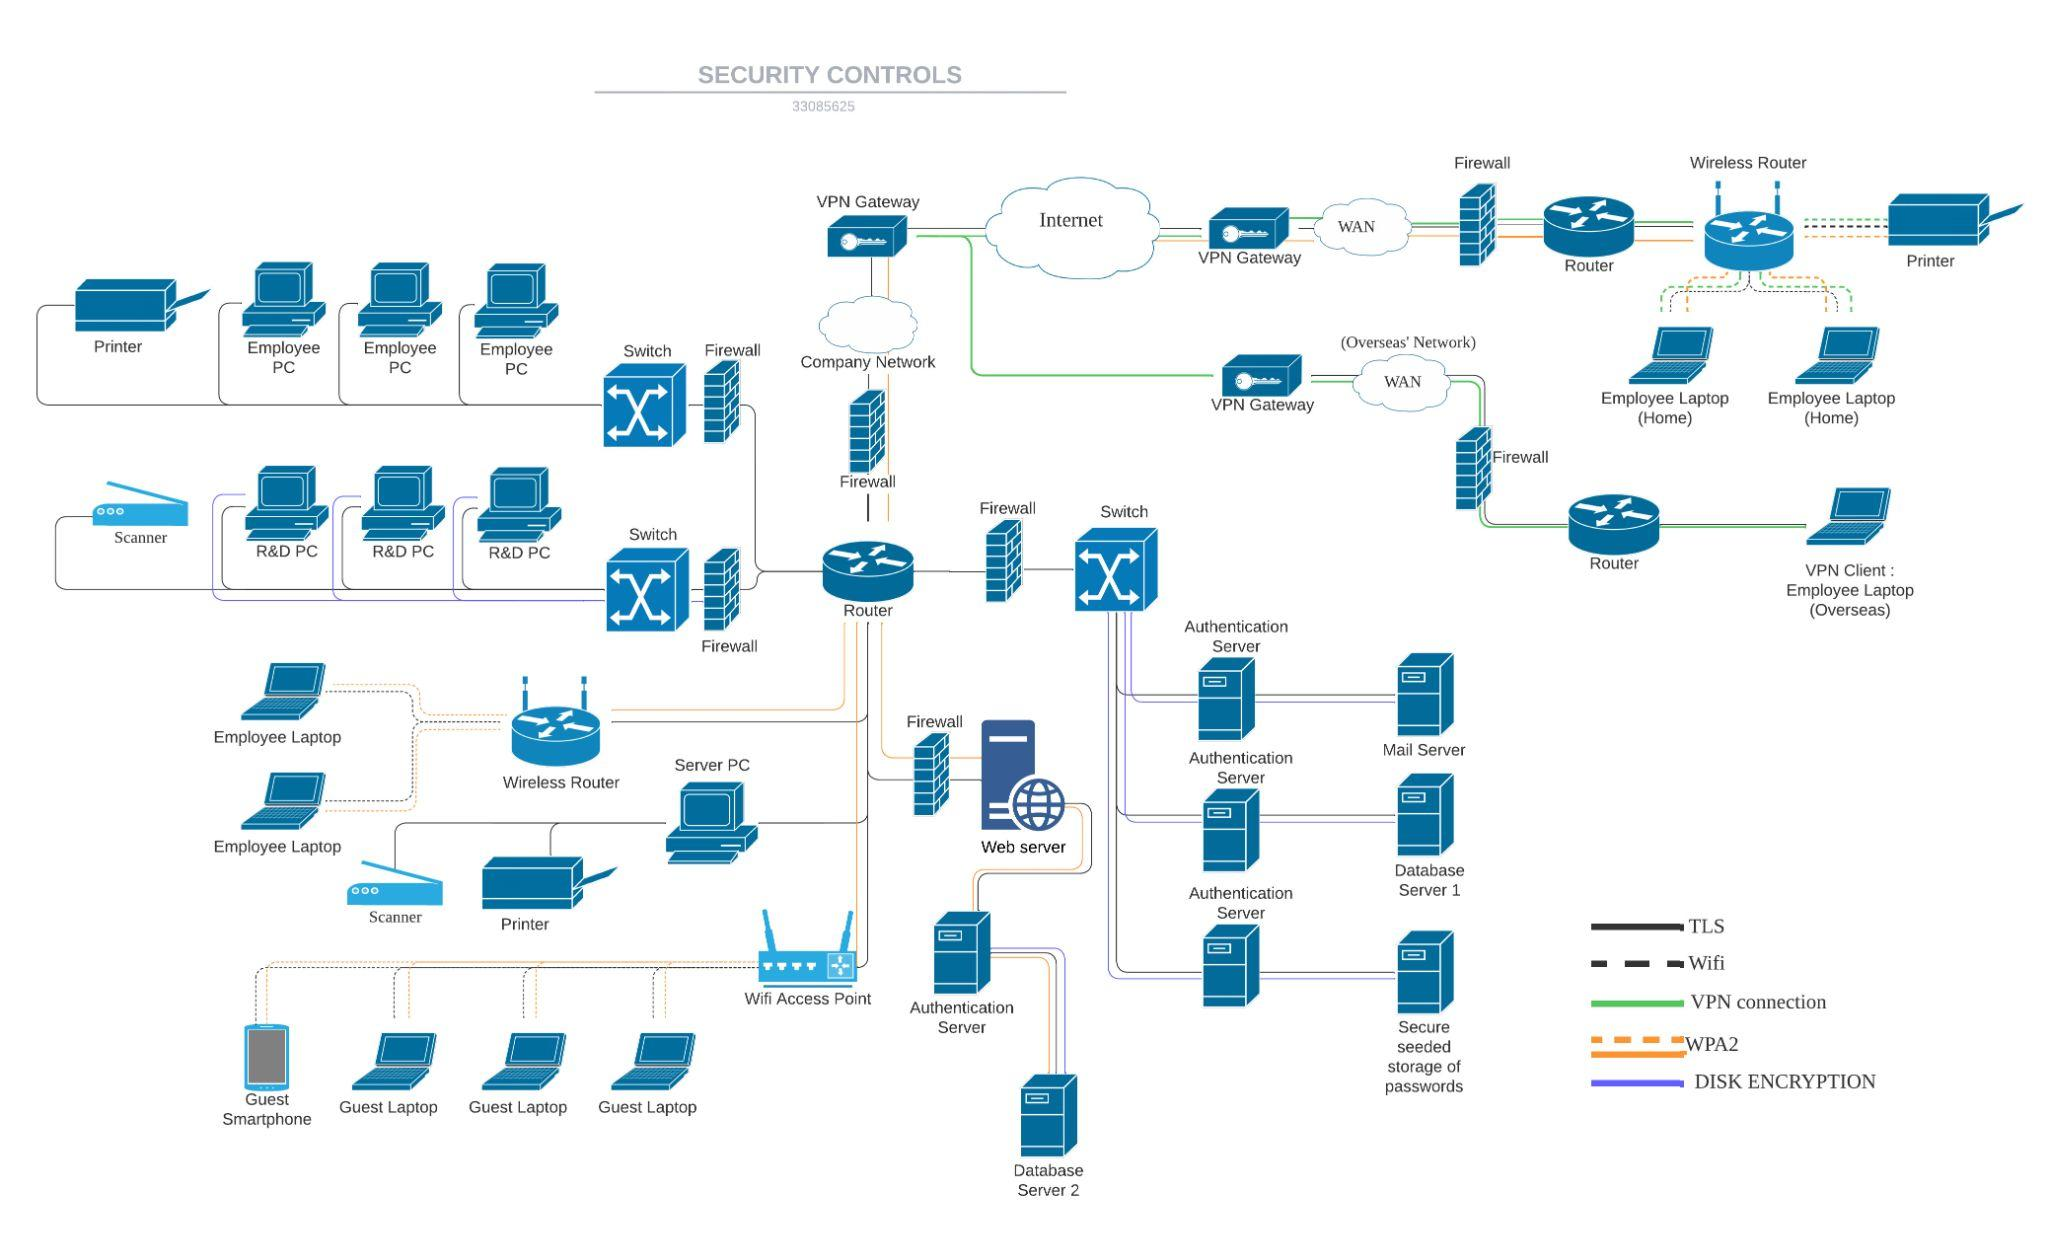 SECURITY CONTROLS
33085625
VPN Gateway
Internet
VPN Gateway
WAN
Firewall
Router
Wireless Router
Printer
Employee Laptop
(Home)
Employee Laptop
(Home)
Printer
Employee
PC
Employee
PC
Employee
PC
Switch
Firewall
Company Network
Firewall
(Overseas' Network)
VPN Gateway
WAN
Firewall
Router
VPN Client :
Employee Laptop
(Overseas)
Scanner
R&D PC
R&D PC
R&D PC
Switch
Firewall
Router
Firewall
Switch
Authentication
Server
Mail Server
Authentication
Server
Database
Server 1
Authentication
Server
Secure
seeded
storage of
passwords
Employee Laptop
Employee Laptop
Wireless Router
Server PC
Firewall
Web server
Scanner
Printer
Wifi Access Point
Authentication
Server
Guest
Smartphone
Guest Laptop
Guest Laptop
Guest Laptop
Database
Server 2
TLS
Wifi
VPN connection
WPA2
DISK ENCRYPTION